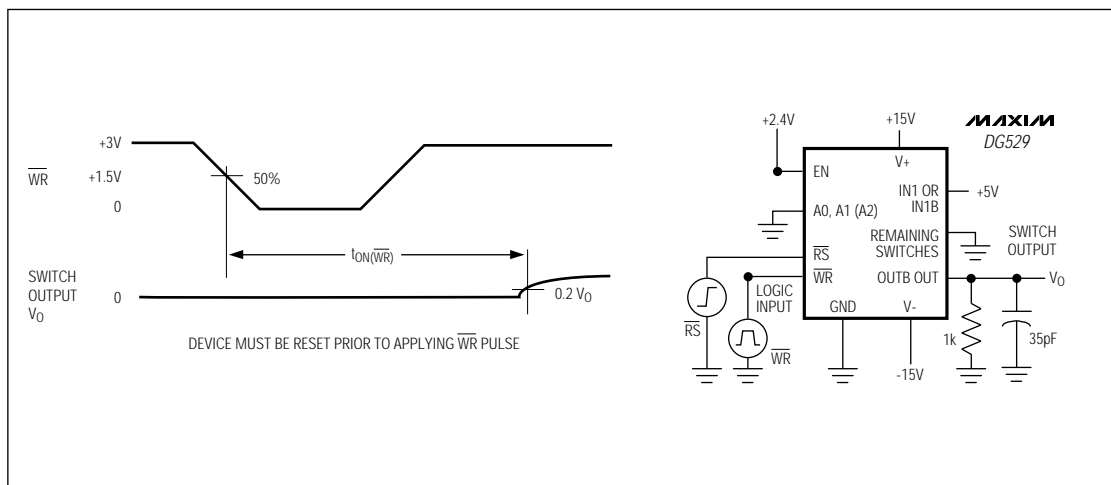 +3V
WR
+1.5V
50%
0
tON(WR)
SWITCH
OUTPUT
VO
0
0.2 VO
DEVICE MUST BE RESET PRIOR TO APPLYING WR PULSE
+2.4V
+15V
MAXIM
DG529
V+
EN
IN1 OR
IN1B
+5V
A0, A1 (A2)
REMAINING
SWITCHES
SWITCH
OUTPUT
RS
WR
OUTB OUT
VO
LOGIC
INPUT
GND
V-
RS
WR
1k
35pF
-15V